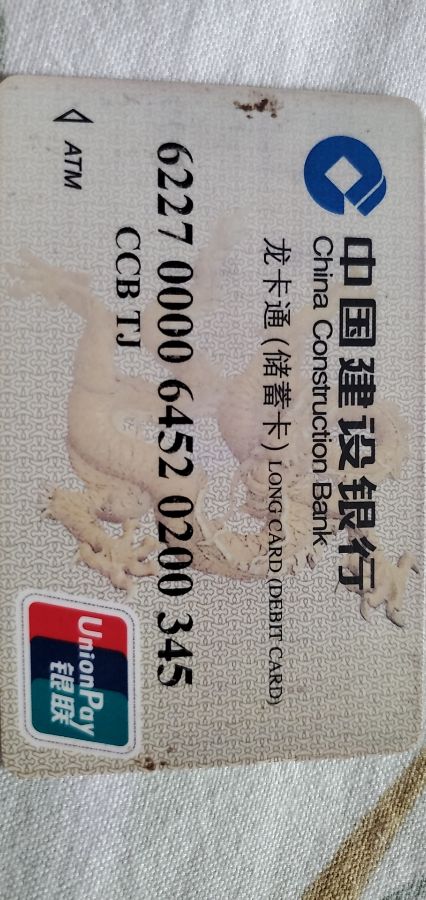 中国建设银行
China Construction Bank
龙卡通(储蓄卡) LONG CARD (DEBIT CARD)
6227 0000 6452 0200 345
CCB TJ
ATM
UnionPay
银联